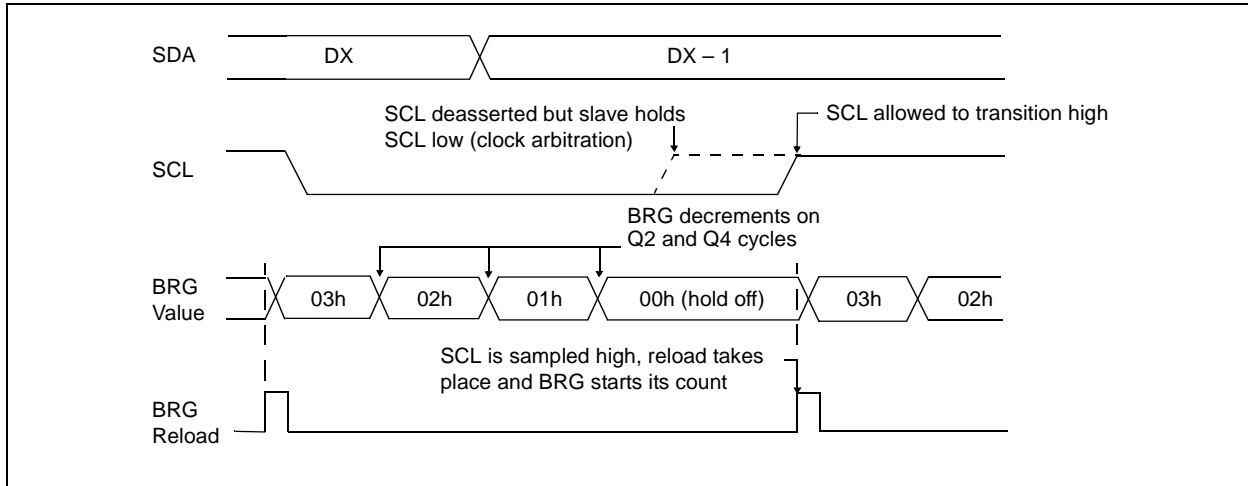 SDA
DX
DX – 1
SCL deasserted but slave holds
SCL low (clock arbitration)
SCL allowed to transition high
SCL
BRG decrements on
Q2 and Q4 cycles
BRG
Value
03h
02h
01h
00h (hold off)
03h
02h
SCL is sampled high, reload takes
place and BRG starts its count
BRG
Reload